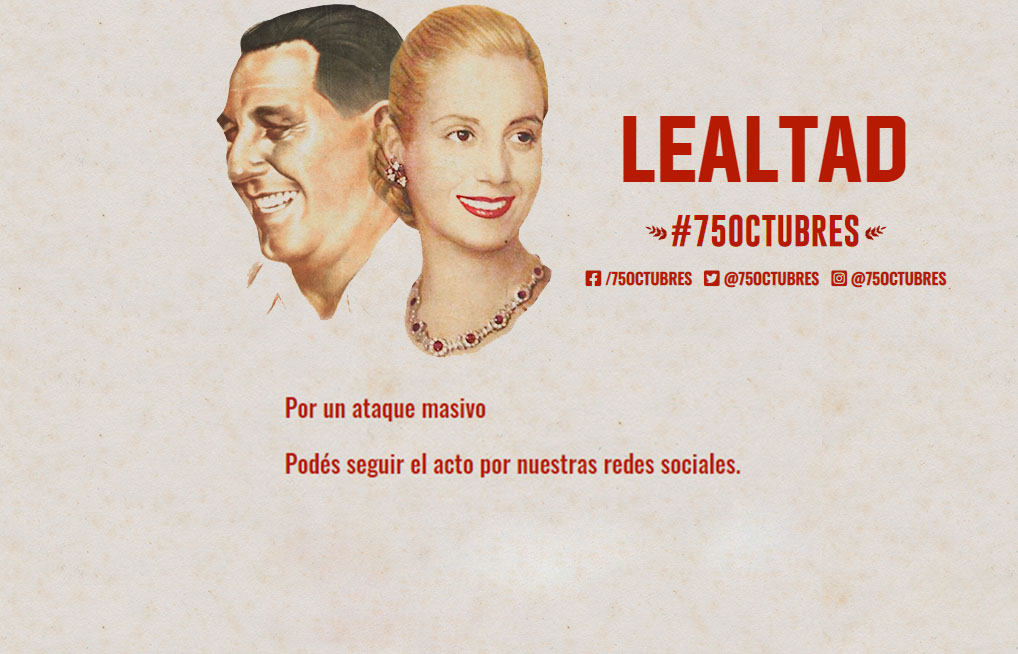 LEALTAD
#75OCTUBRES
/75OCTUBRES @75OCTUBRES @75OCTUBRES
Por un ataque masivo
Podés seguir el acto por nuestras redes sociales.